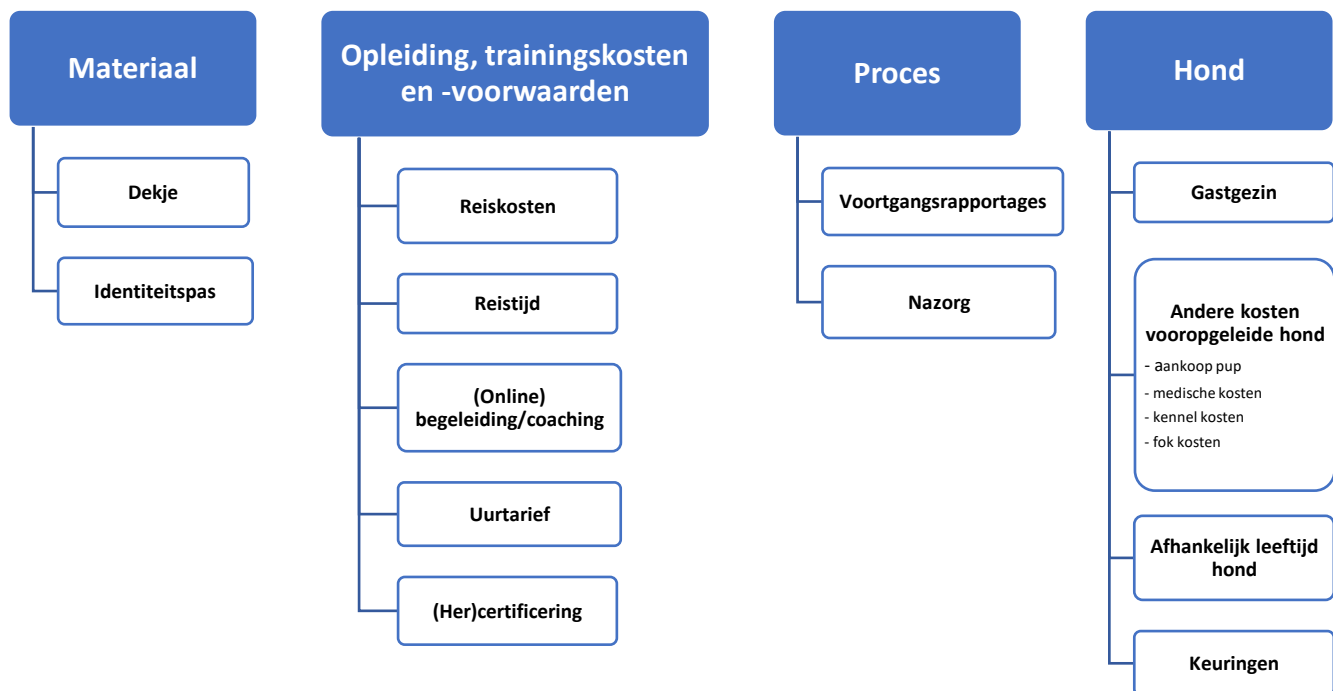 Materiaal
Dekje
Identiteitspas
Opleiding, trainingskosten
en -voorwaarden
Reiskosten
Reistijd
(Online)
begeleiding/coaching
Uurtarief
(Her)certificering
Proces
Voortgangsrapportages
Nazorg
Hond
Gastgezin
Andere kosten
vooropgeleide hond
- aankoop pup
- medische kosten
- kennel kosten
- fok kosten
Afhankelijk leeftijd
hond
Keuringen